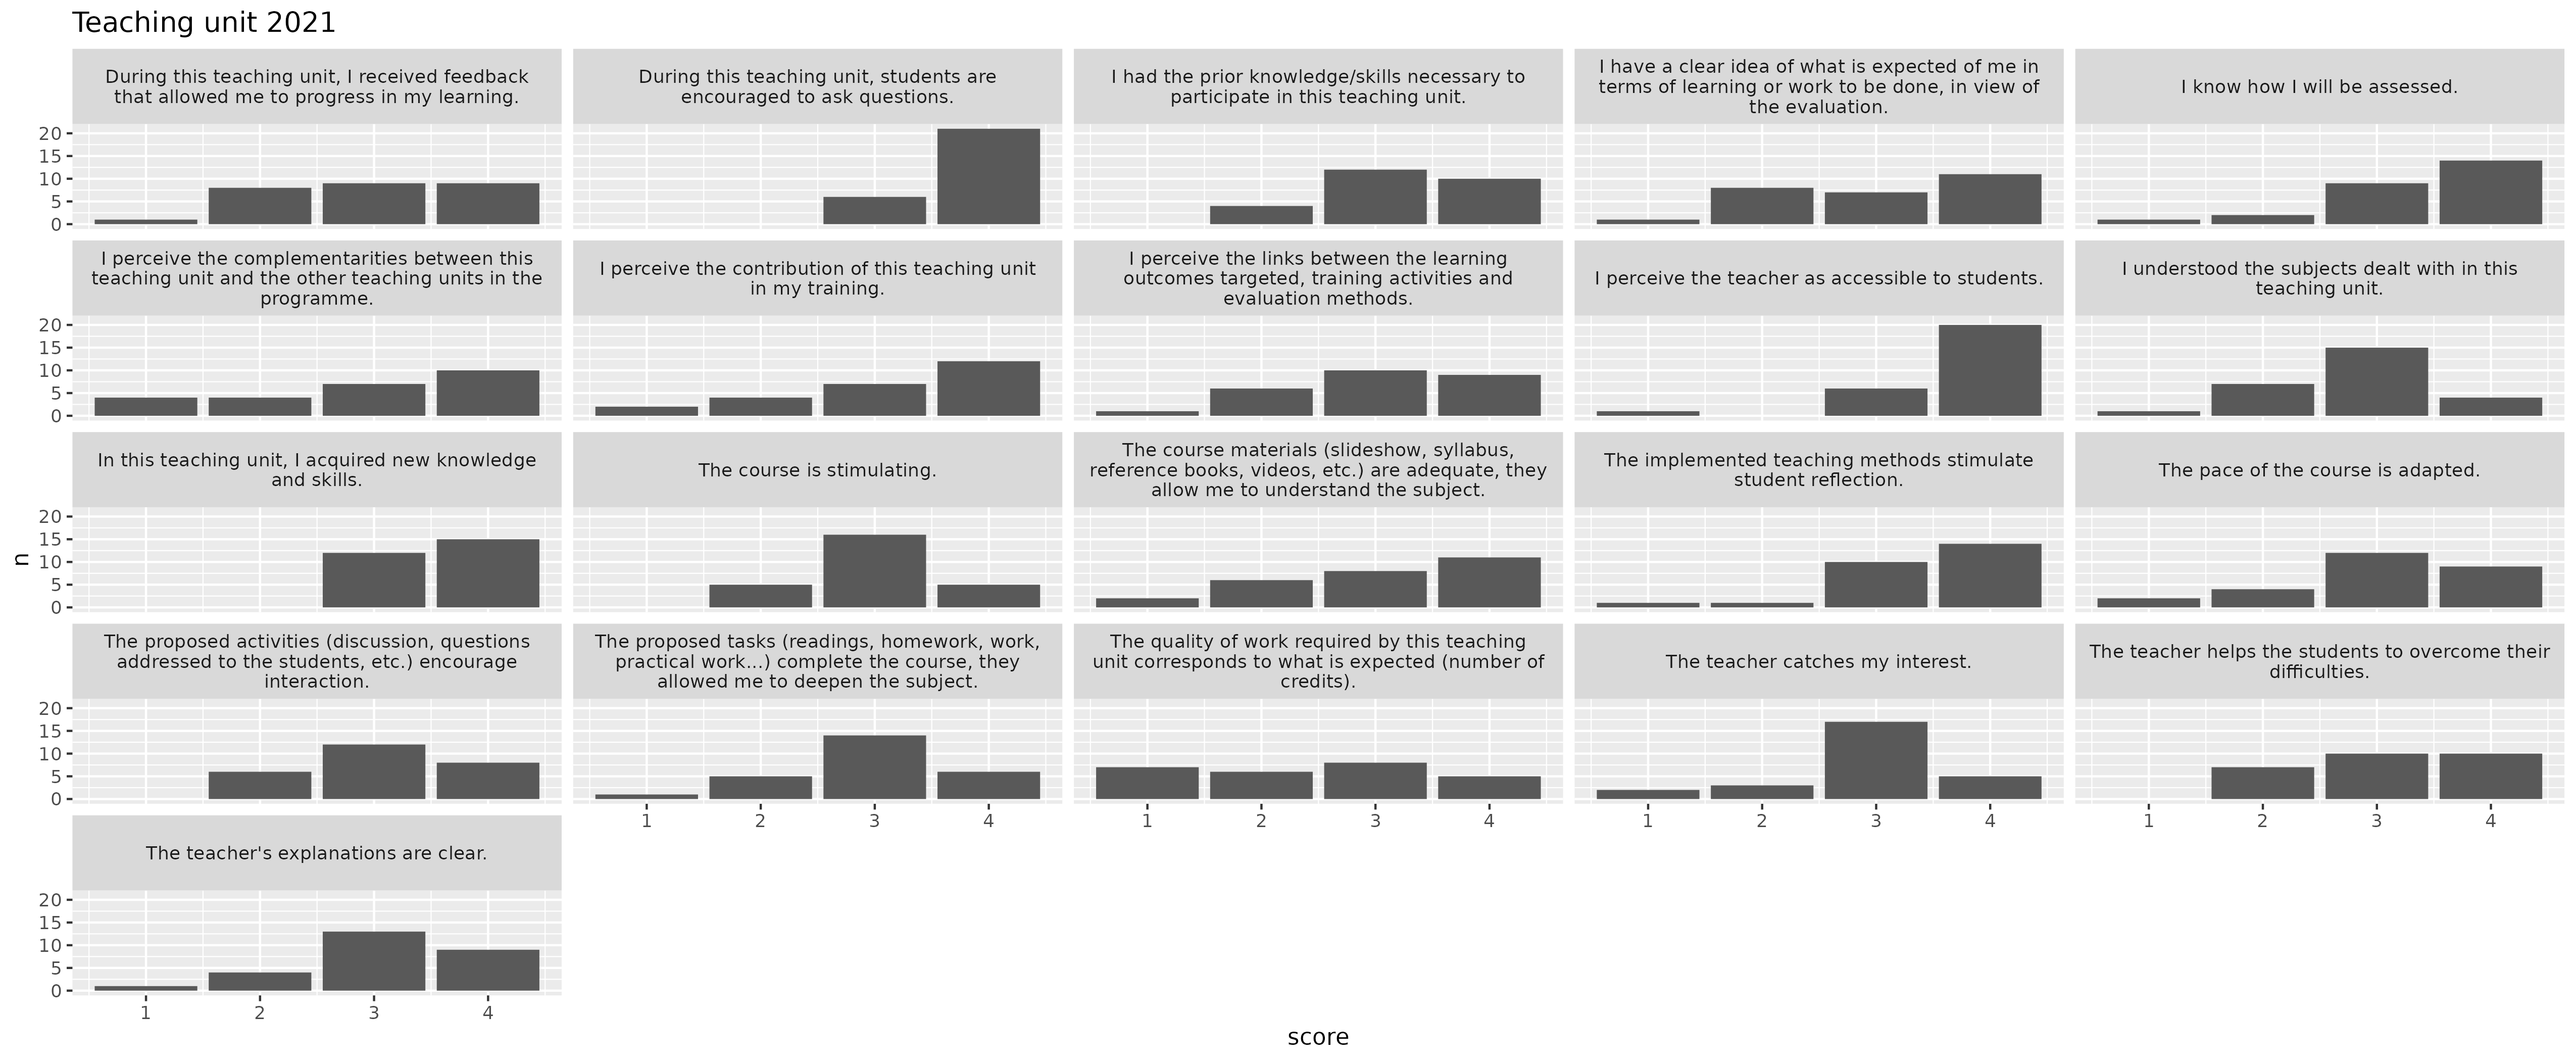 Teaching unit 2021
During this teaching unit, I received feedback
that allowed me to progress in my learning.
During this teaching unit, students are
encouraged to ask questions.
I had the prior knowledge/skills necessary to
participate in this teaching unit.
I have a clear idea of what is expected of me in
terms of learning or work to be done, in view of
the evaluation.
I know how I will be assessed.
20
15
10
5
0
I perceive the complementarities between this
teaching unit and the other teaching units in the
programme.
I perceive the contribution of this teaching unit
in my training.
I perceive the links between the learning
outcomes targeted, training activities and
evaluation methods.
I perceive the teacher as accessible to students.
I understood the subjects dealt with in this
teaching unit.
20
15
10
5
0
In this teaching unit, I acquired new knowledge
and skills.
The course is stimulating.
The course materials (slideshow, syllabus,
reference books, videos, etc.) are adequate, they
allow me to understand the subject.
The implemented teaching methods stimulate
student reflection.
The pace of the course is adapted.
n
20
15
10
5
0
The proposed activities (discussion, questions
addressed to the students, etc.) encourage
interaction.
The proposed tasks (readings, homework, work,
practical work...) complete the course, they
allowed me to deepen the subject.
The quality of work required by this teaching
unit corresponds to what is expected (number of
credits).
The teacher catches my interest.
The teacher helps the students to overcome their
difficulties.
20
15
10
5
0
1 2 3 4
1 2 3 4
1 2 3 4
1 2 3 4
The teacher's explanations are clear.
20
15
10
5
0
1 2 3 4
score